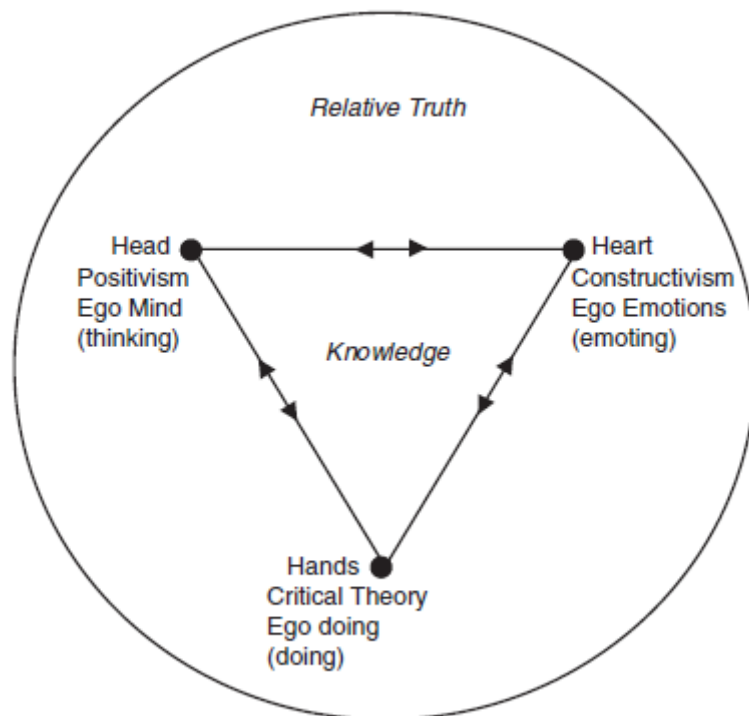 Relative Truth
Head
Heart
Positivism
Ego Mind
(thinking)
Constructivism
Ego Emotions
(emoting)
Knowledge
Hands
Critical Theory
Ego doing
(doing)